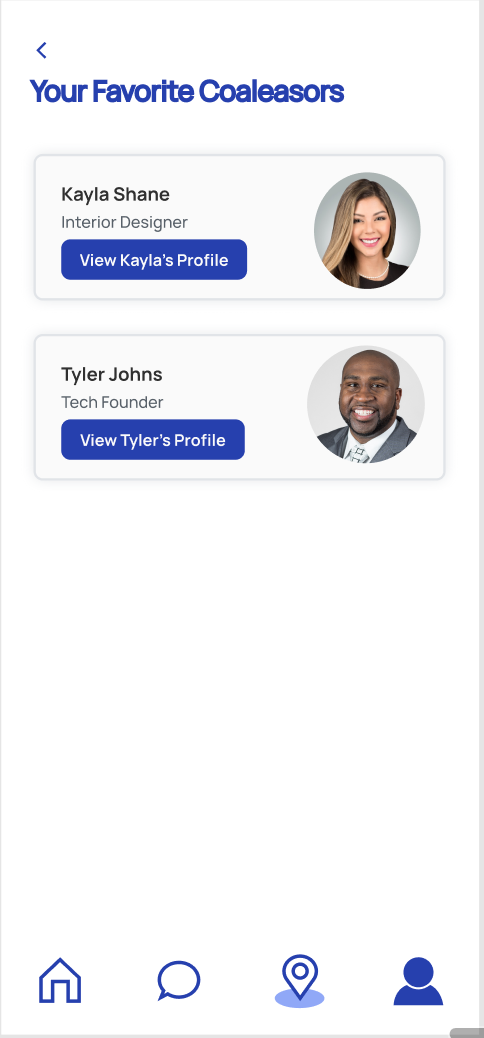 Your Favorite Coaleasors
Kayla Shane
Interior Designer
View Kayla's Profile
Tyler Johns
Tech Founder
View Tyler's Profile